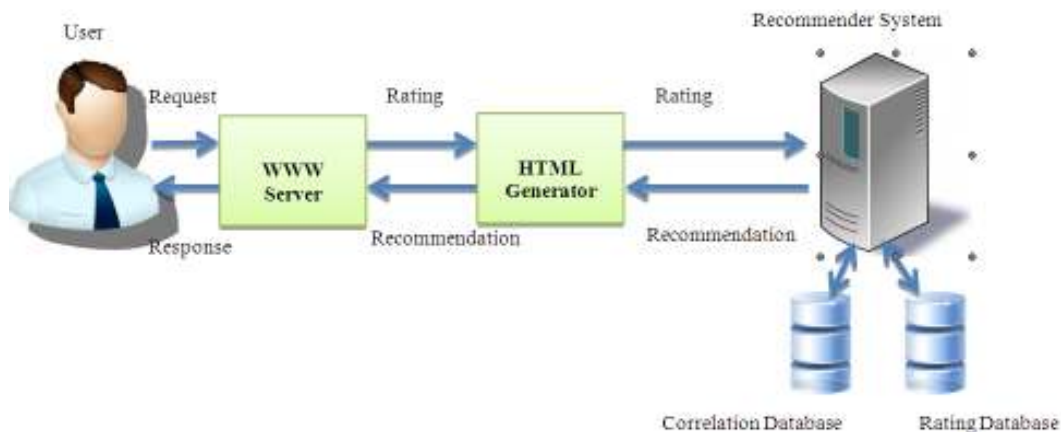 Recommender System
User
Request
Rating
Rating
WWW
Server
HTML
Generator
Response
Recommendation
Recommendation
Correlation Database
Rating Database